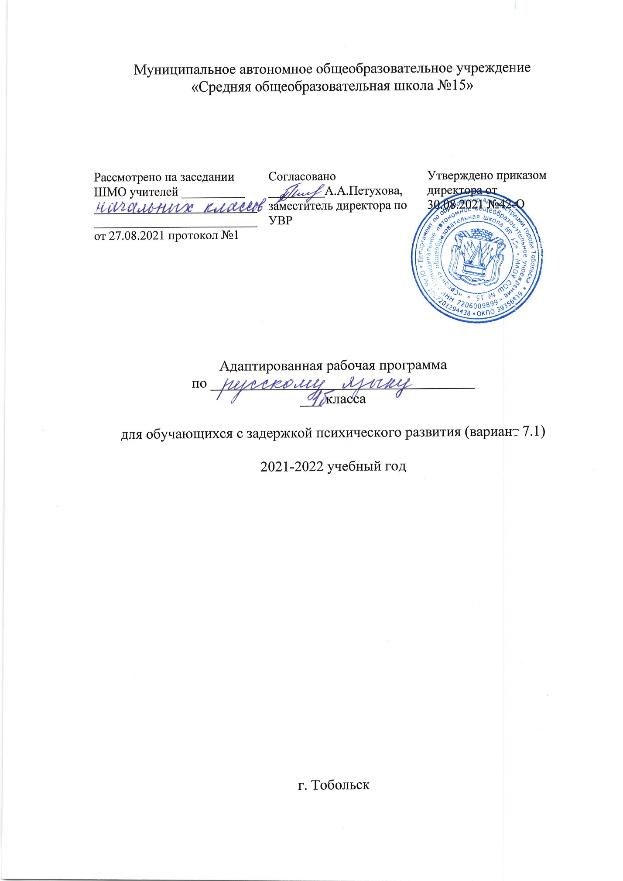 Муниципальное автономное общеобразовательное учреждение
«Средняя общеобразовательная школа №15»
Рассмотрено на заседании
ШМО учителей
начальных классов
от 27.08.2021 протокол №1
Согласовано
А.А.Петухова,
заместитель директора по
УВР
Утверждено приказом
директора от
30.08.2021 №42-О
Адаптированная рабочая программа
по русскому языку
класса
для обучающихся с задержкой психического развития (вариант 7.1)
2021-2022 учебный год
г. Тобольск